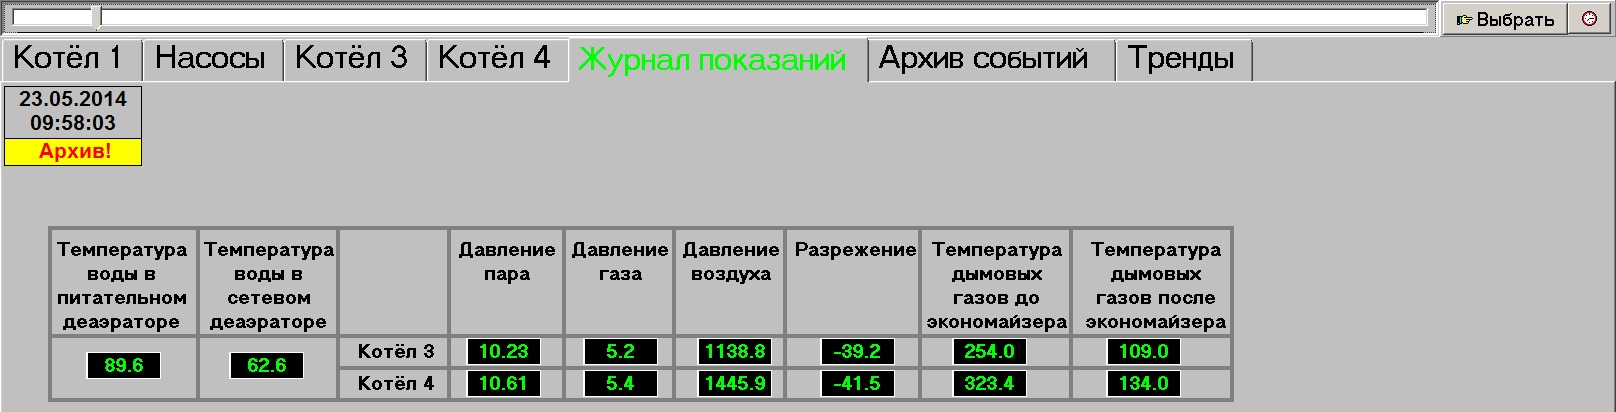 Выбрать
Котёл 1 Насосы Котёл 3 Котёл 4 Журнал показаний Архив событий Тренды
23.05.2014
09:58:03
Архив!
Температура воды в питательном деаэраторе
Температура воды в сетевом деаэраторе
Давление пара
Давление газа
Давление воздуха
Разрежение
Температура дымовых газов до экономайзера
Температура дымовых газов после экономайзера
89.6 62.6
Котёл 3 10.23 5.2 1138.8 -39.2 254.0 109.0
Котёл 4 10.61 5.4 1445.9 -41.5 323.4 134.0